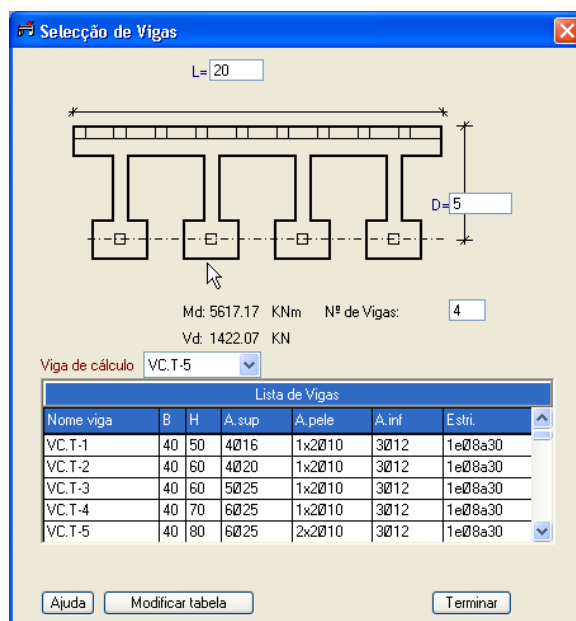 Selecção de Vigas
L= 20
D= 5
Md: 5617.17 KNm Nº de Vigas: 4
Vd: 1422.07 KN
Viga de cálculo VC.T-5
Lista de Vigas
Nome viga B H A.sup A.pele A.inf Estri.
VC.T-1 40 50 4Ø16 1x2Ø10 3Ø12 1eØ8a30
VC.T-2 40 60 4Ø20 1x2Ø10 3Ø12 1eØ8a30
VC.T-3 40 60 5Ø25 1x2Ø10 3Ø12 1eØ8a30
VC.T-4 40 70 6Ø25 1x2Ø10 3Ø12 1eØ8a30
VC.T-5 40 80 6Ø25 2x2Ø10 3Ø12 1eØ8a30
Ajuda Modificar tabela Terminar